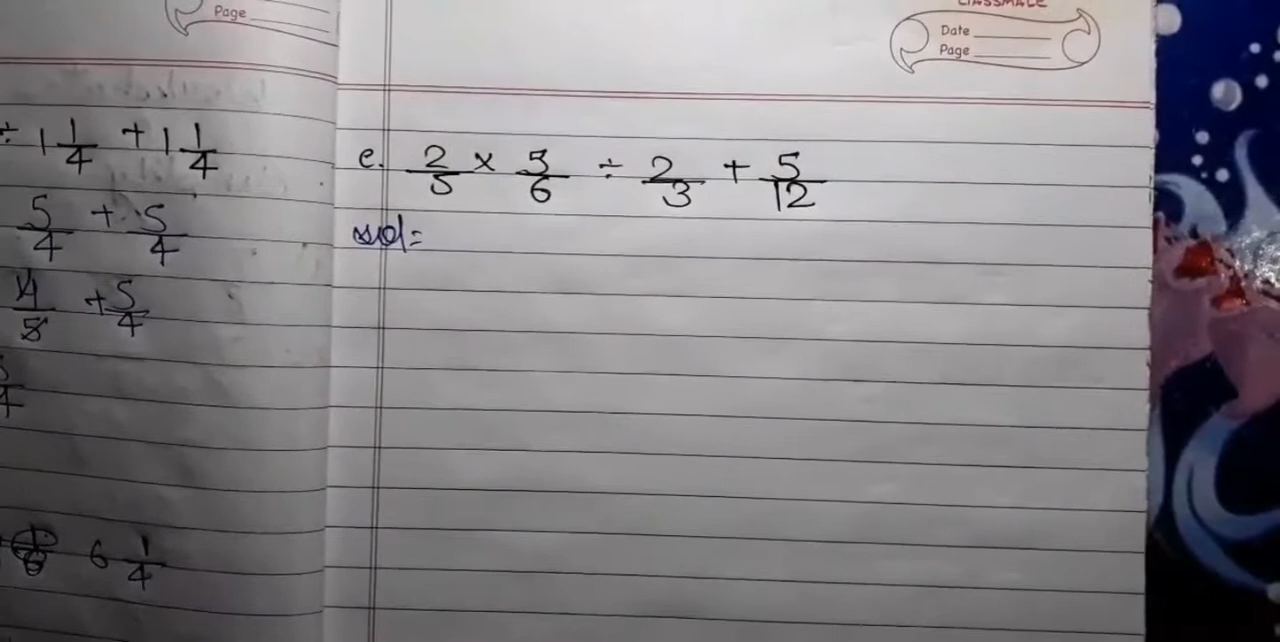 Page
÷ 1 1/4 + 1 1/4
5/4 + 5/4
4/5 + 5/4
6 1/4
CLASSMATE
Date
Page
e. 2/5 × 5/6 ÷ 2/3 + 5/12
sol=